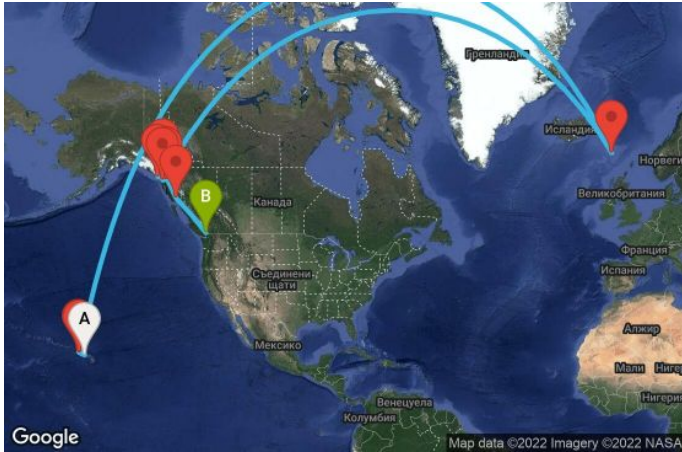 Гренландия
Исландия
Норвеги
Великобритания
Канада
B
Франция
Испания
Съединени
щати
A
Алжир
Мексико
Мали
Нигер
Венецуела
Нигерия
Колумбия
Google
Map data ©2022 Imagery ©2022 NASA